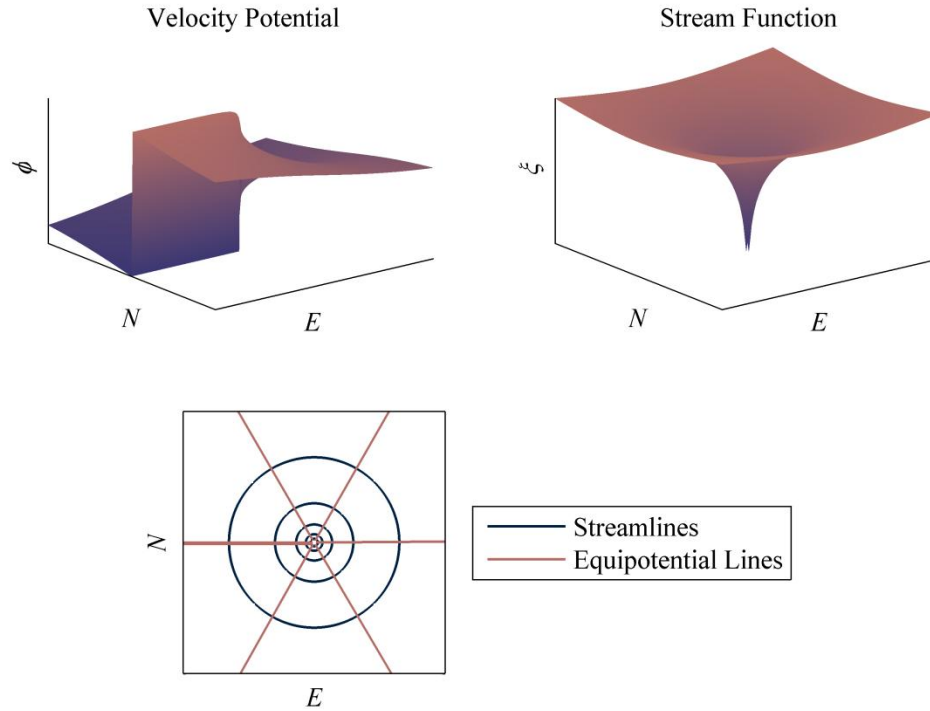 Velocity Potential
Stream Function
ϕ
N
E
ξ
N
E
N
E
Streamlines
Equipotential Lines